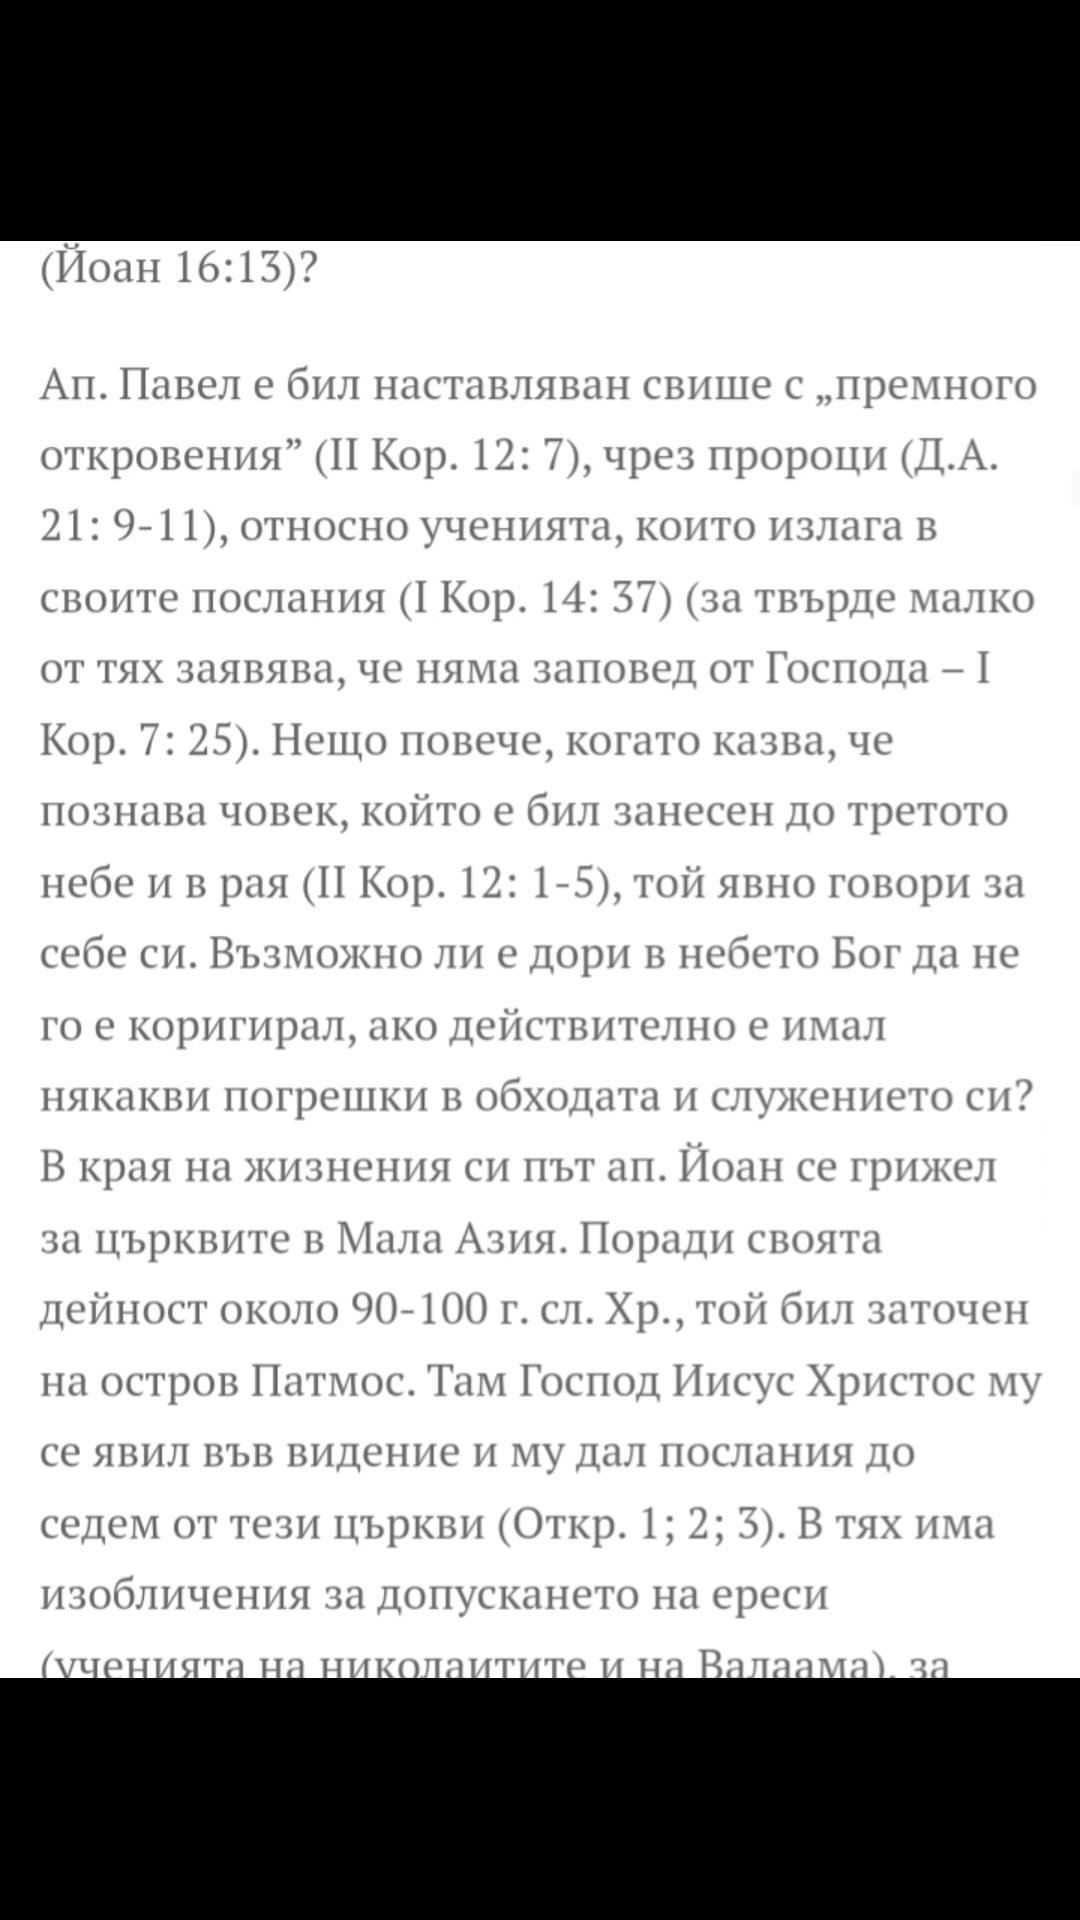 (Йоан 16:13)?
Ап. Павел е бил наставляван свише с „премного
откровения” (II Кор. 12: 7), чрез пророци (Д.А.
21: 9-11), относно ученията, които излага в
своите послания (I Кор. 14: 37) (за твърде малко
от тях заявява, че няма заповед от Господа – I
Кор. 7: 25). Нещо повече, когато казва, че
познава човек, който е бил занесен до третото
небе и в рая (II Кор. 12: 1-5), той явно говори за
себе си. Възможно ли е дори в небето Бог да не
го е коригирал, ако действително е имал
някакви погрешки в обходата и служението си?
В края на жизнения си път ап. Йоан се грижел
за църквите в Мала Азия. Поради своята
дейност около 90-100 г. сл. Хр., той бил заточен
на остров Патмос. Там Господ Иисус Христос му
се явил във видение и му дал послания до
седем от тези църкви (Откр. 1; 2; 3). В тях има
изобличения за допускането на ереси
(ученията на николаитите и на Валаама), за